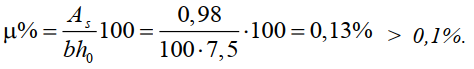 μ% = A_s / bh_0 100 = 0,98 / 100 · 7,5 · 100 = 0,13% > 0,1%.